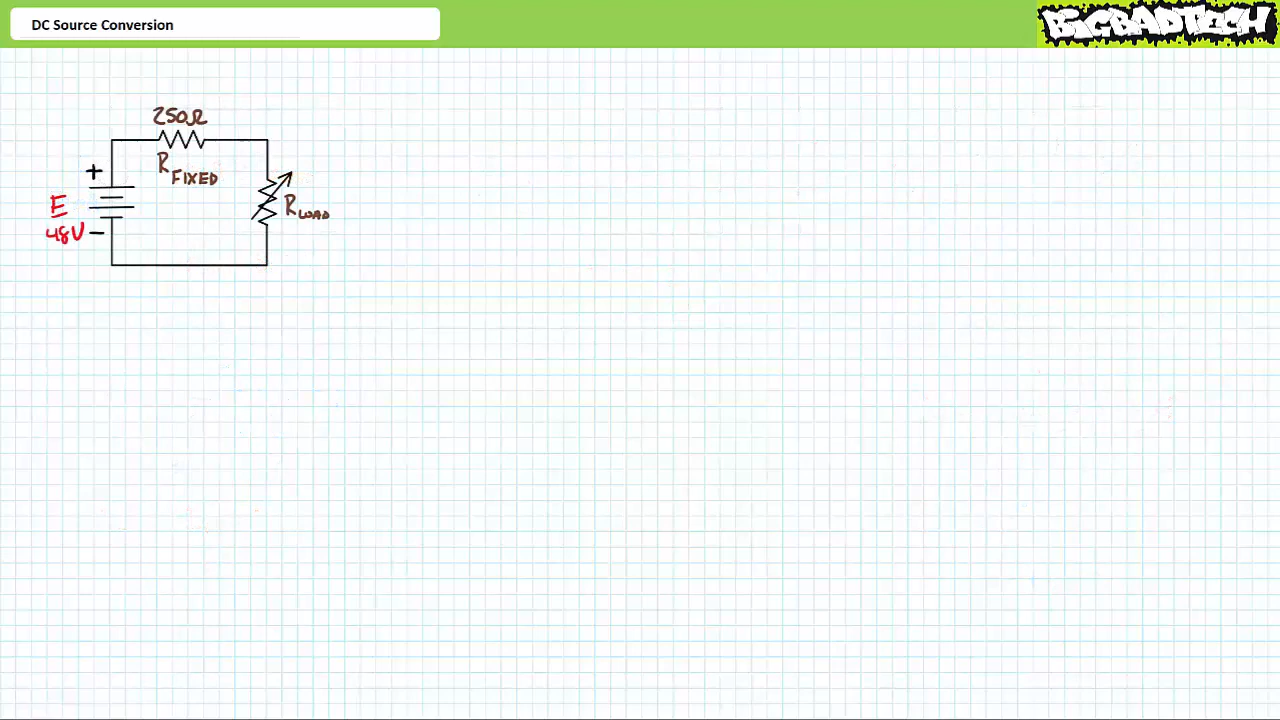 DC Source Conversion
BIGBADTECH
250Ω
+
R FIXED
E
R LOAD
48V −